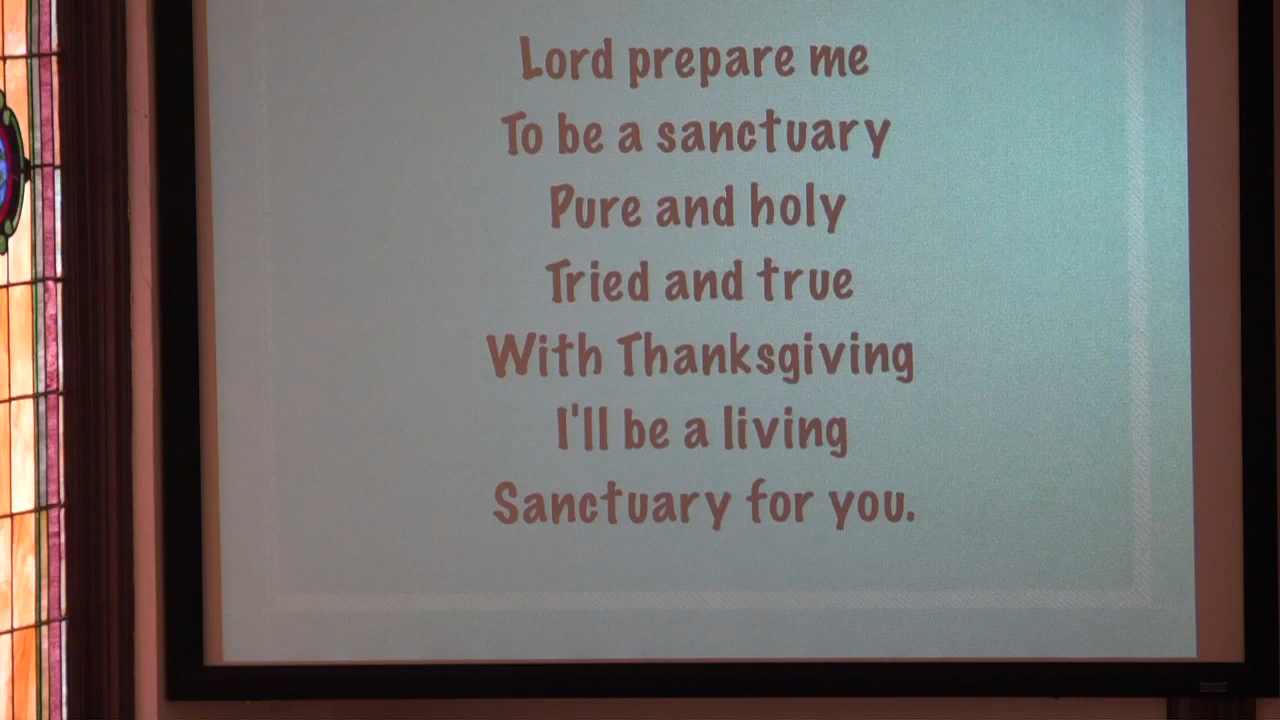 Lord prepare me
To be a sanctuary
Pure and holy
Tried and true
With Thanksgiving
I'll be a living
Sanctuary for you.